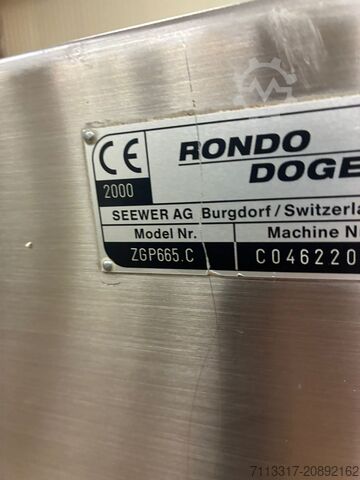 CE RONDO
2000 DOGE
SEEWER AG Burgdorf/Switzerla
Model Nr. Machine N
ZGP665.C C046220
7113317-20892162